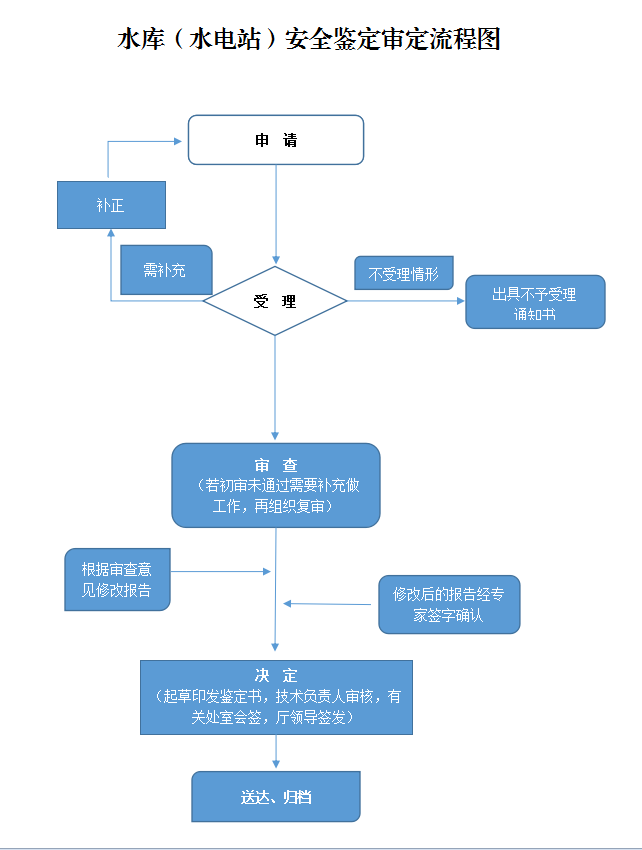 水库（水电站）安全鉴定审定流程图
申 请
补正
需补充
不受理情形
受 理
出具不予受理
通知书
审 查
（若初审未通过需要补充做
工作，再组织复审）
根据审查意
见修改报告
修改后的报告经专
家签字确认
决 定
（起草印发鉴定书，技术负责人审核，有
关处室会签，厅领导签发）
送达、归档